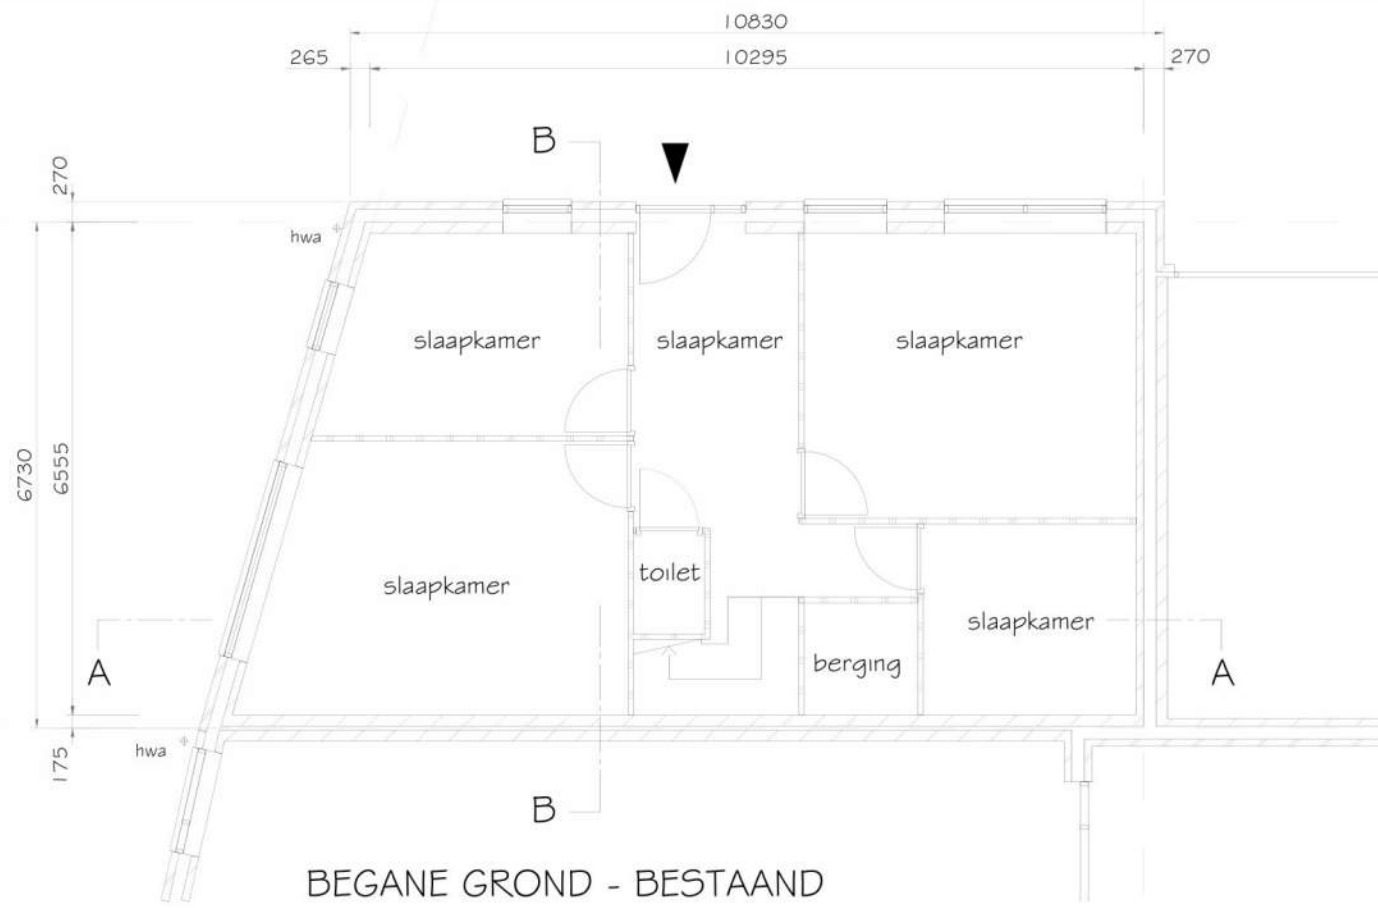 10830
265
10295
270
B
270
hwa
slaapkamer
slaapkamer
slaapkamer
6730
6555
toilet
slaapkamer
slaapkamer
A
berging
A
hwa
175
B
BEGANE GROND - BESTAAND